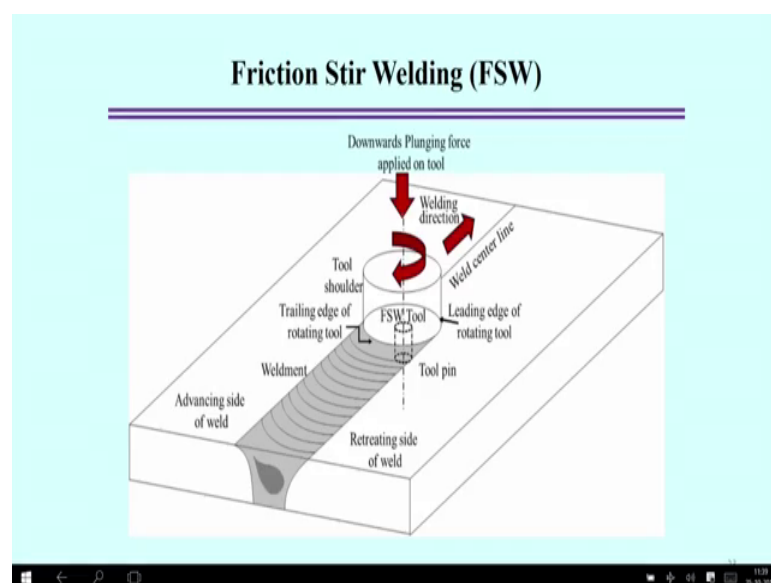 Friction Stir Welding (FSW)
Downwards Plunging force
applied on tool
Welding
direction
Weld center line
Tool
shoulder
Trailing edge of
rotating tool
FSW Tool
Leading edge of
rotating tool
Weldment
Tool pin
Advancing side
of weld
Retreating side
of weld
11:39